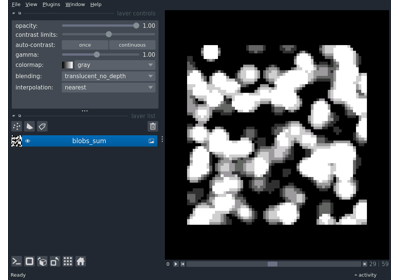 File View Plugins Window Help
layer controls
opacity: 1.00
contrast limits:
auto-contrast: once continuous
gamma: 1.00
colormap: gray
blending: translucent_no_depth
interpolation: nearest
layer list
blobs_sum
29 59
Ready activity